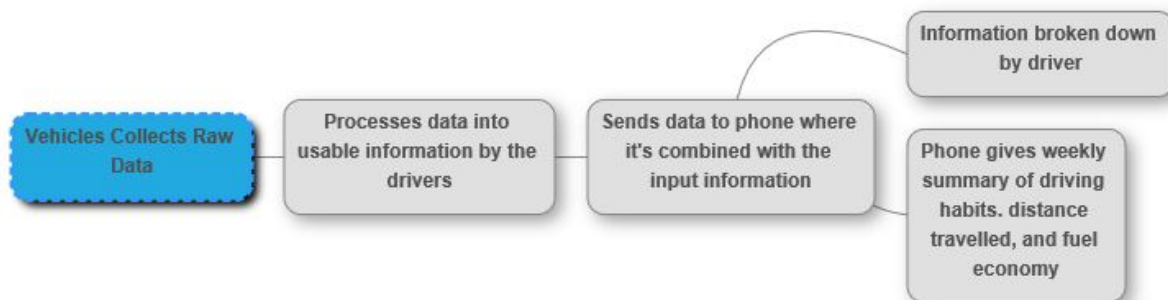 Vehicles Collects Raw
Data
Processes data into
usable information by the
drivers
Sends data to phone where
it's combined with the
input information
Information broken down
by driver
Phone gives weekly
summary of driving
habits. distance
travelled, and fuel
economy